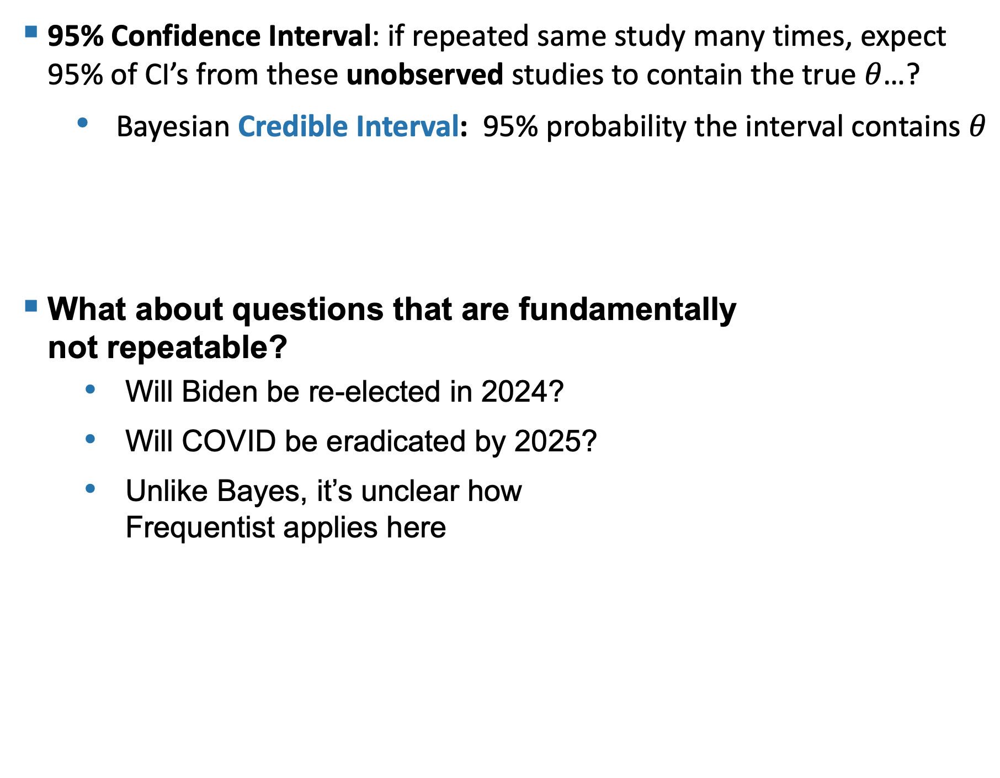 95% Confidence Interval: if repeated same study many times, expect
95% of CI’s from these unobserved studies to contain the true θ…?
Bayesian Credible Interval: 95% probability the interval contains θ
What about questions that are fundamentally
not repeatable?
Will Biden be re-elected in 2024?
Will COVID be eradicated by 2025?
Unlike Bayes, it’s unclear how
Frequentist applies here